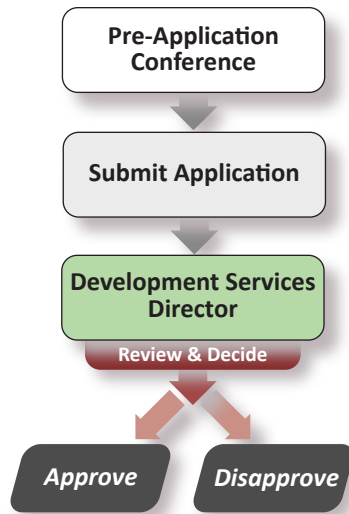 Pre-Application
Conference
Submit Application
Development Services
Director
Review & Decide
Approve
Disapprove